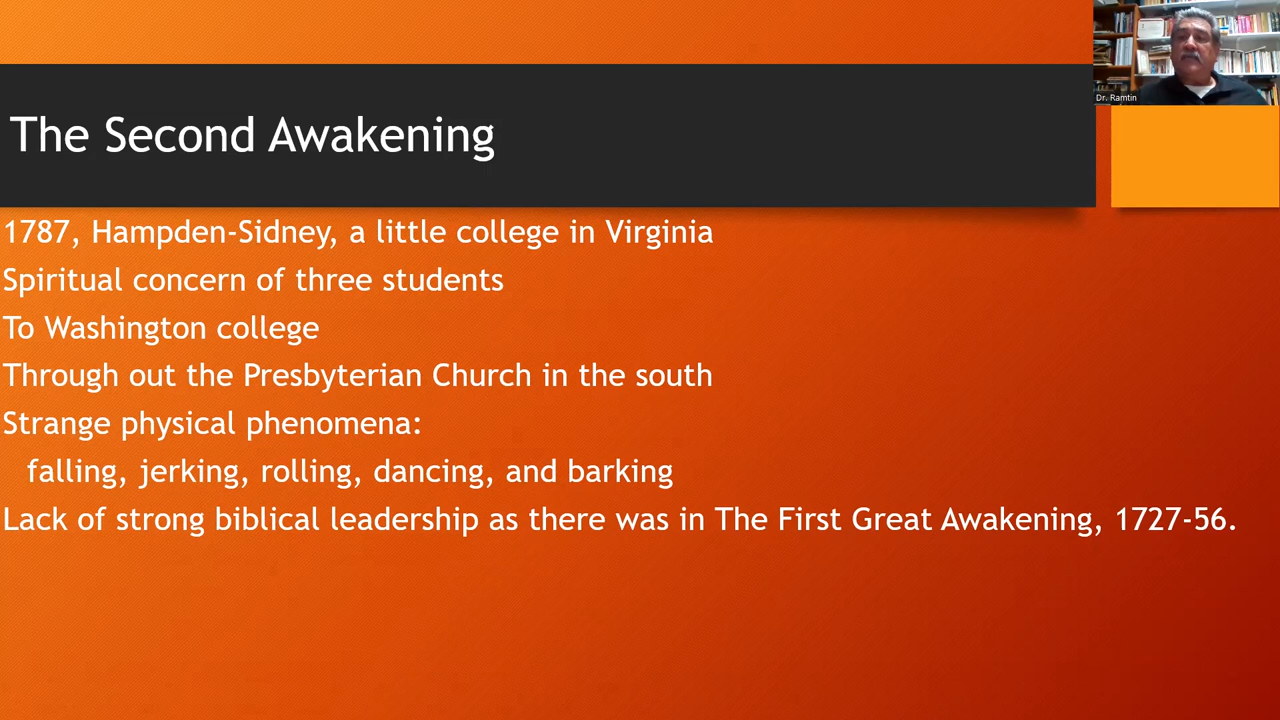 Dr. Ramtin
The Second Awakening
1787, Hampden-Sidney, a little college in Virginia
Spiritual concern of three students
To Washington college
Through out the Presbyterian Church in the south
Strange physical phenomena:
falling, jerking, rolling, dancing, and barking
Lack of strong biblical leadership as there was in The First Great Awakening, 1727-56.